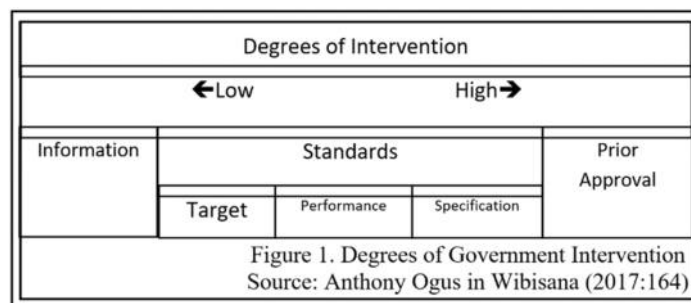 Degrees of Intervention
←Low High→
Information Standards Prior
Approval
Target Performance Specification
Figure 1. Degrees of Government Intervention
Source: Anthony Ogus in Wibisana (2017:164)